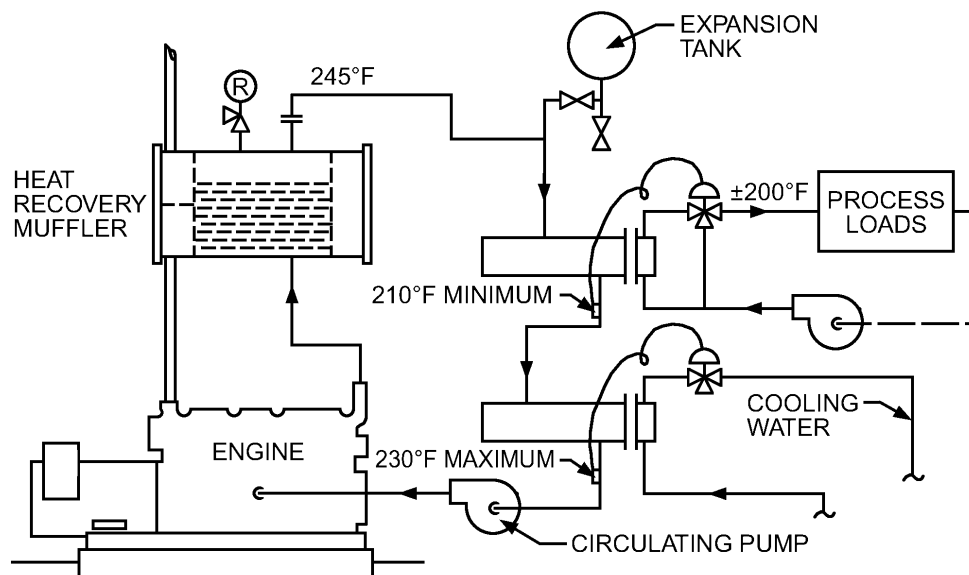 EXPANSION
TANK
R
245°F
HEAT
RECOVERY
MUFFLER
±200°F
PROCESS
LOADS
210°F MINIMUM
COOLING
WATER
ENGINE
230°F MAXIMUM
CIRCULATING PUMP